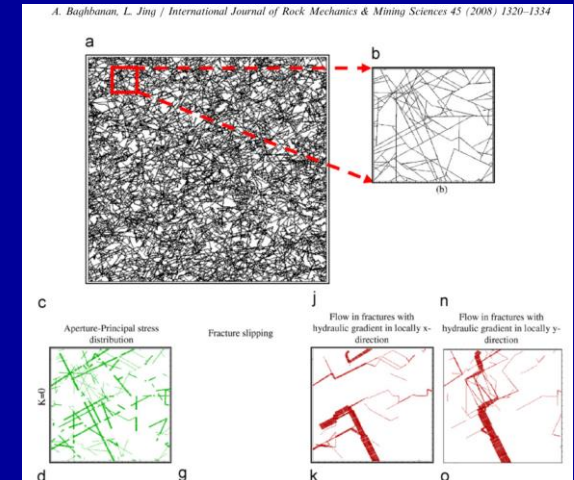 A. Baghbanan, L. Jing / International Journal of Rock Mechanics & Mining Sciences 45 (2008) 1320–1334
a
b
(b)
c
j
n
Aperture-Principal stress
distribution
Fracture slipping
Flow in fractures with
hydraulic gradient in locally x-
direction
Flow in fractures with
hydraulic gradient in locally y-
direction
K=0
d
g
k
o